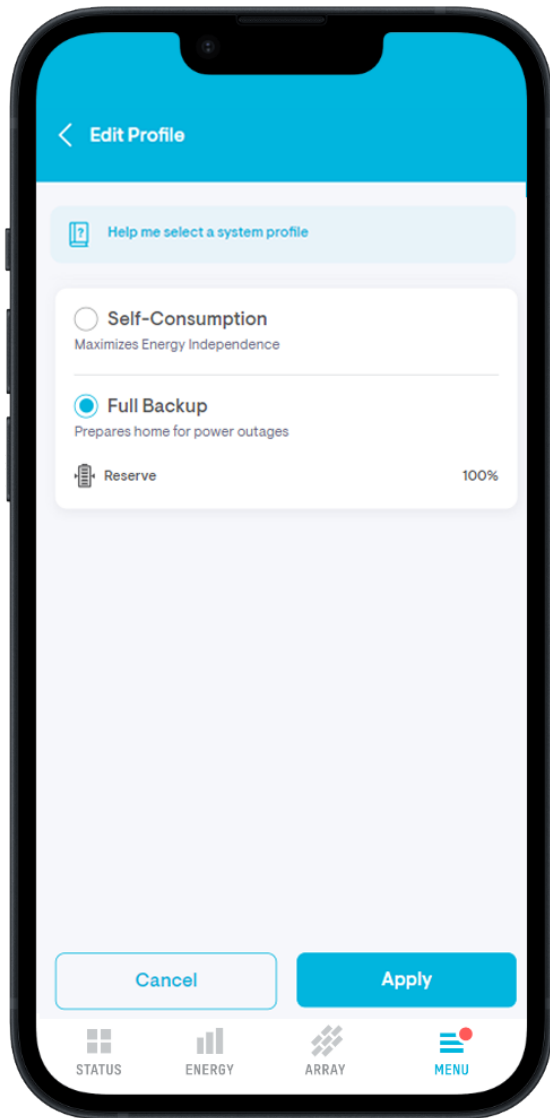 Edit Profile
?
Help me select a system profile
Self-Consumption
Maximizes Energy Independence
Full Backup
Prepares home for power outages
Reserve 100%
Cancel Apply
STATUS ENERGY ARRAY MENU